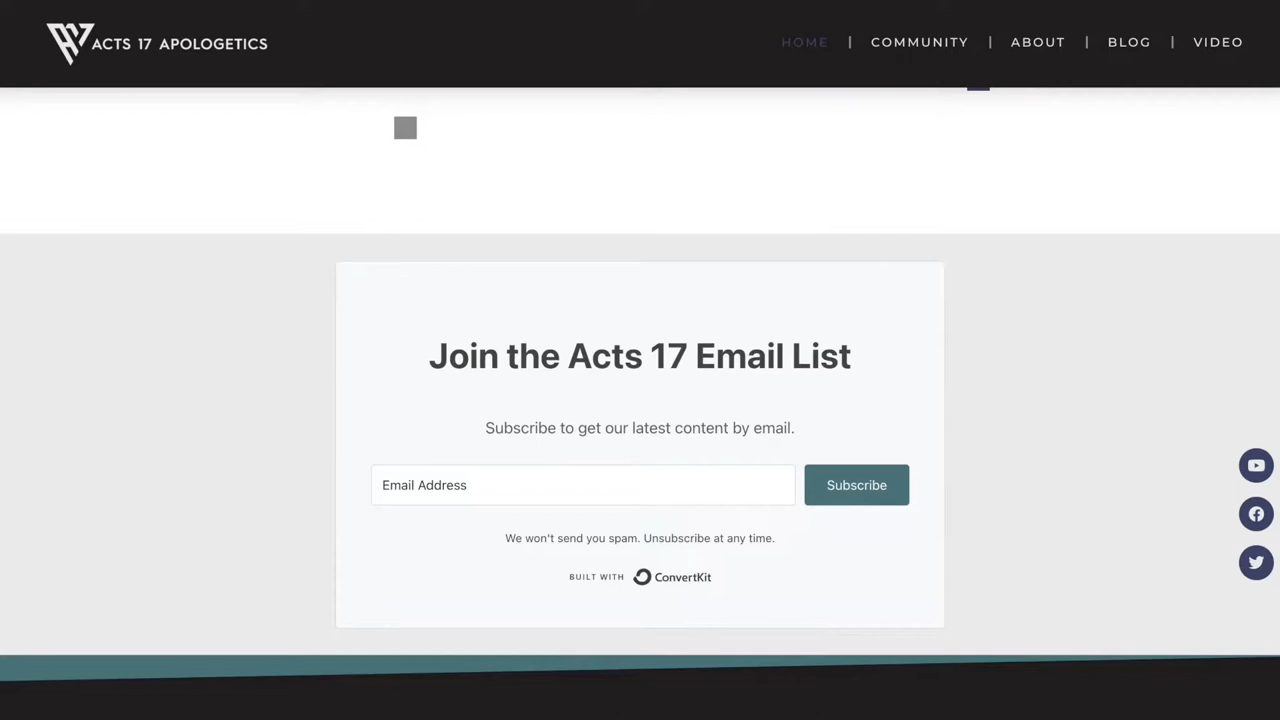 ACTS 17 APOLOGETICS
HOME | COMMUNITY | ABOUT | BLOG | VIDEO
Join the Acts 17 Email List
Subscribe to get our latest content by email.
Email Address
Subscribe
We won't send you spam. Unsubscribe at any time.
BUILT WITH ConvertKit